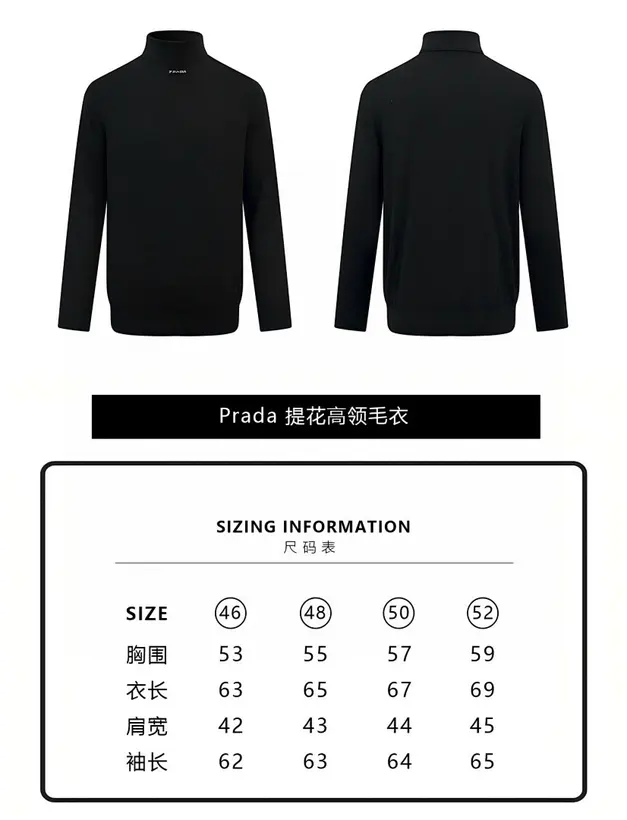 PRADA
Prada 提花高领毛衣
SIZING INFORMATION
尺码表
SIZE 46 48 50 52
胸围 53 55 57 59
衣长 63 65 67 69
肩宽 42 43 44 45
袖长 62 63 64 65